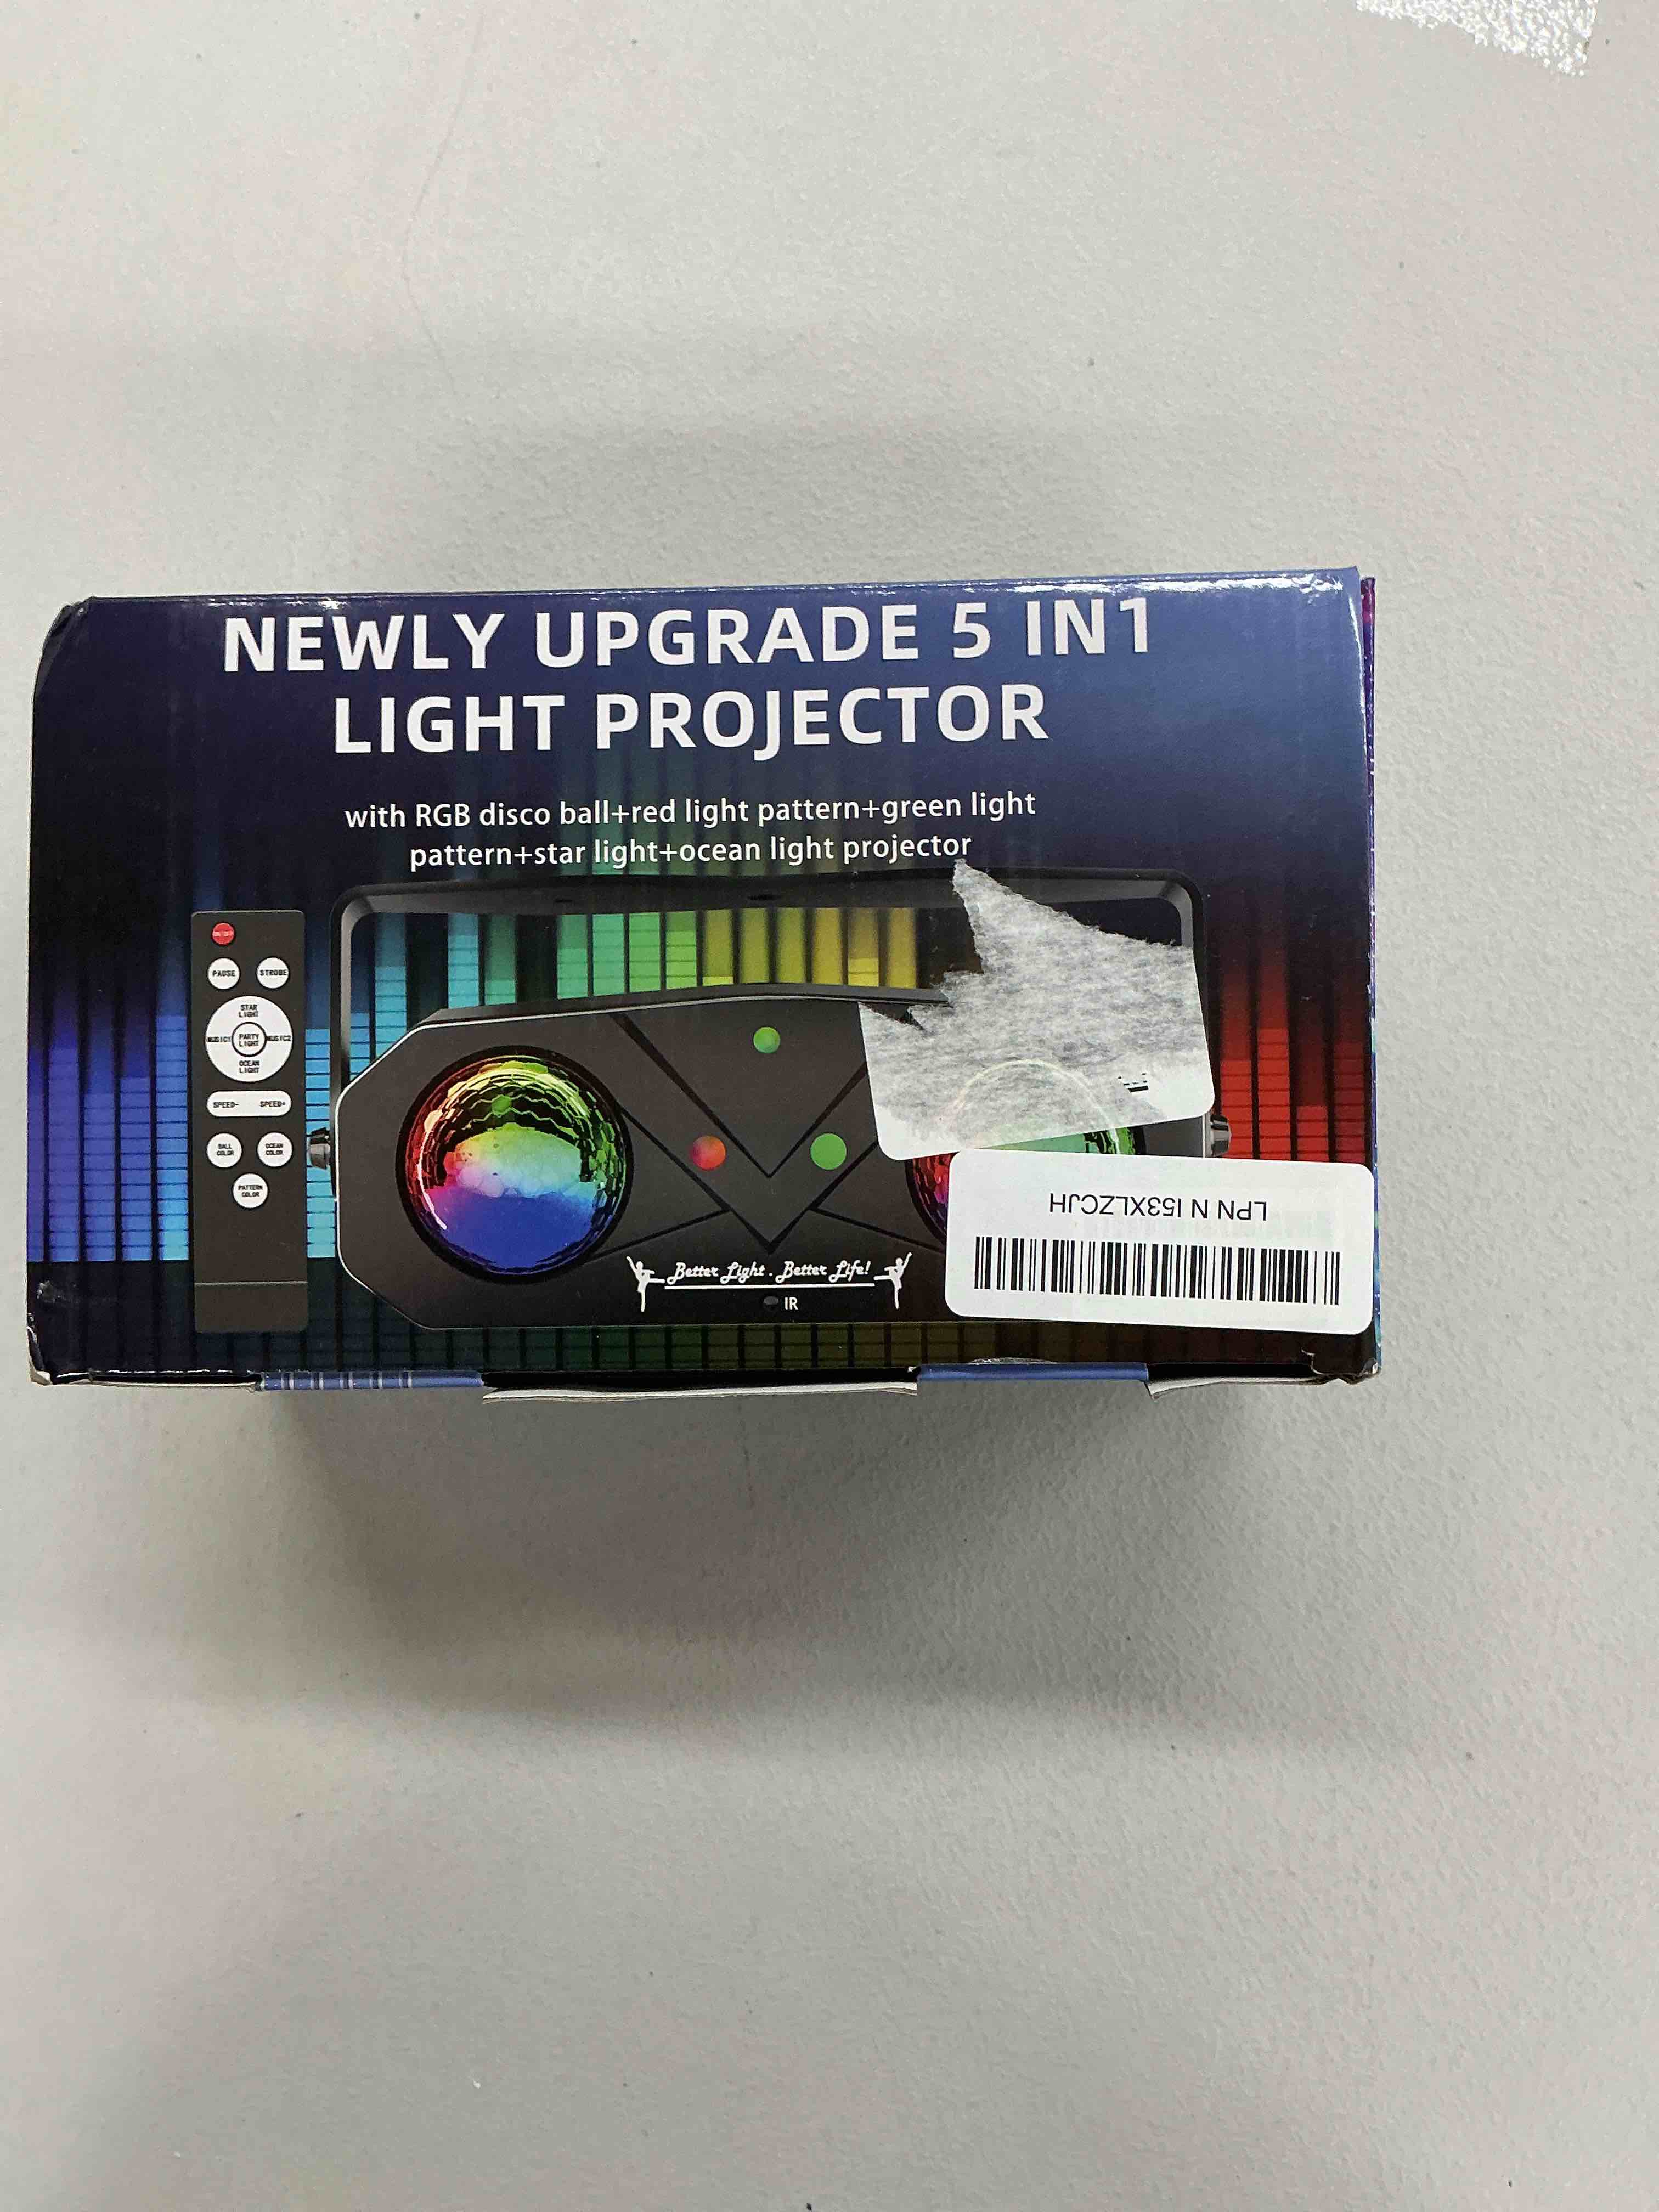 NEWLY UPGRADE 5 IN1
LIGHT PROJECTOR
with RGB disco ball+red light pattern+green light
pattern+star light+ocean light projector
PAUSE
STROBE
STAR
LIGHT
MUSIC1
PARTY
LIGHT
MUSIC2
OCEAN
LIGHT
SPEED-
SPEED+
BALL
COLOR
OCEAN
COLOR
PATTERN
COLOR
Better Light . Better Life!
IR
LPN N I53XLZCJH